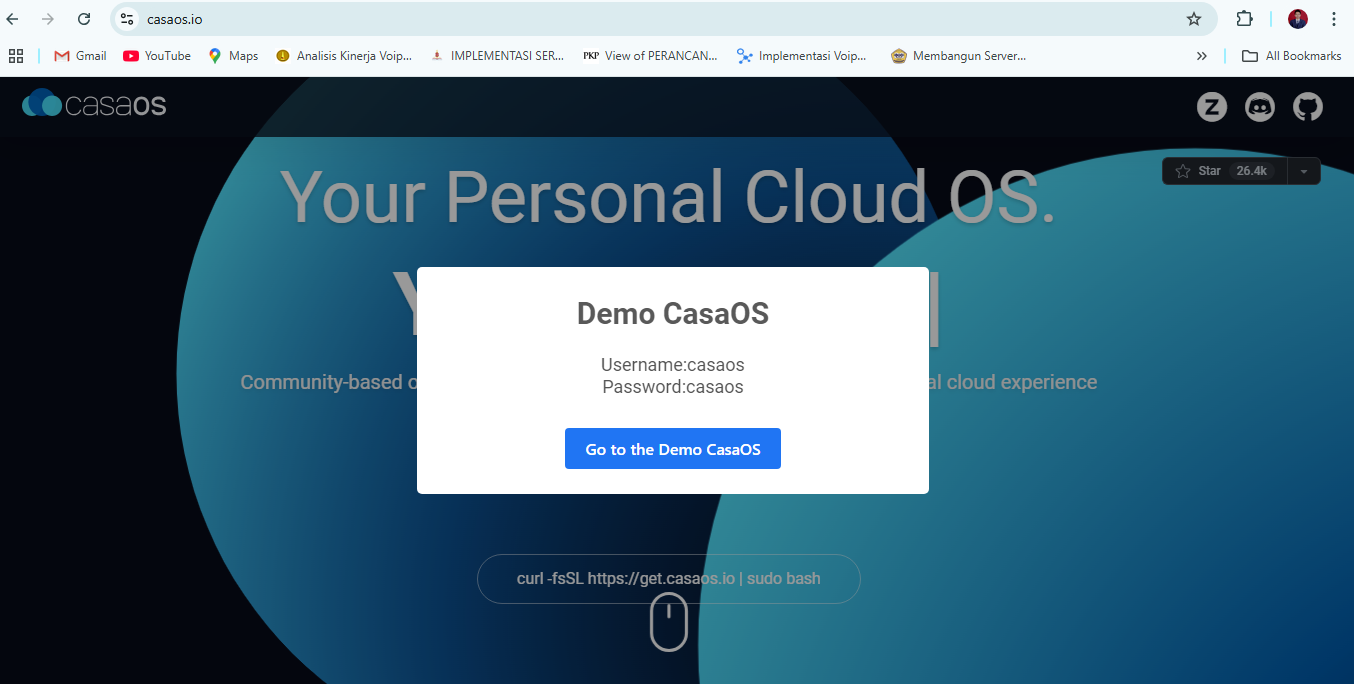 casaos.io
Gmail
YouTube
Maps
Analisis Kinerja Voip...
IMPLEMENTASI SER...
PKP
View of PERANCAN...
Implementasi Voip...
Membangun Server...
All Bookmarks
casaOS
Z
Your Personal Cloud OS.
Star
26.4k
Y
Demo CasaOS
Username:casaos
Password:casaos
Community-based o
al cloud experience
Go to the Demo CasaOS
curl -fsSL https://get.casaos.io | sudo bash